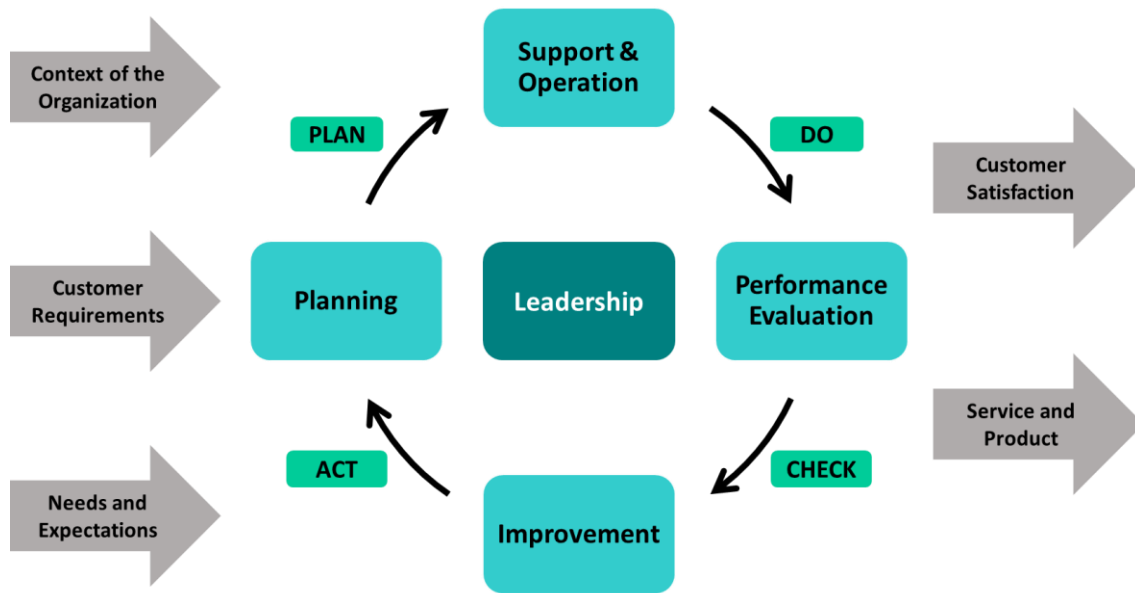 Context of the
Organization
Support &
Operation
PLAN
DO
Customer
Satisfaction
Customer
Requirements
Planning
Leadership
Performance
Evaluation
Service and
Product
ACT
CHECK
Needs and
Expectations
Improvement